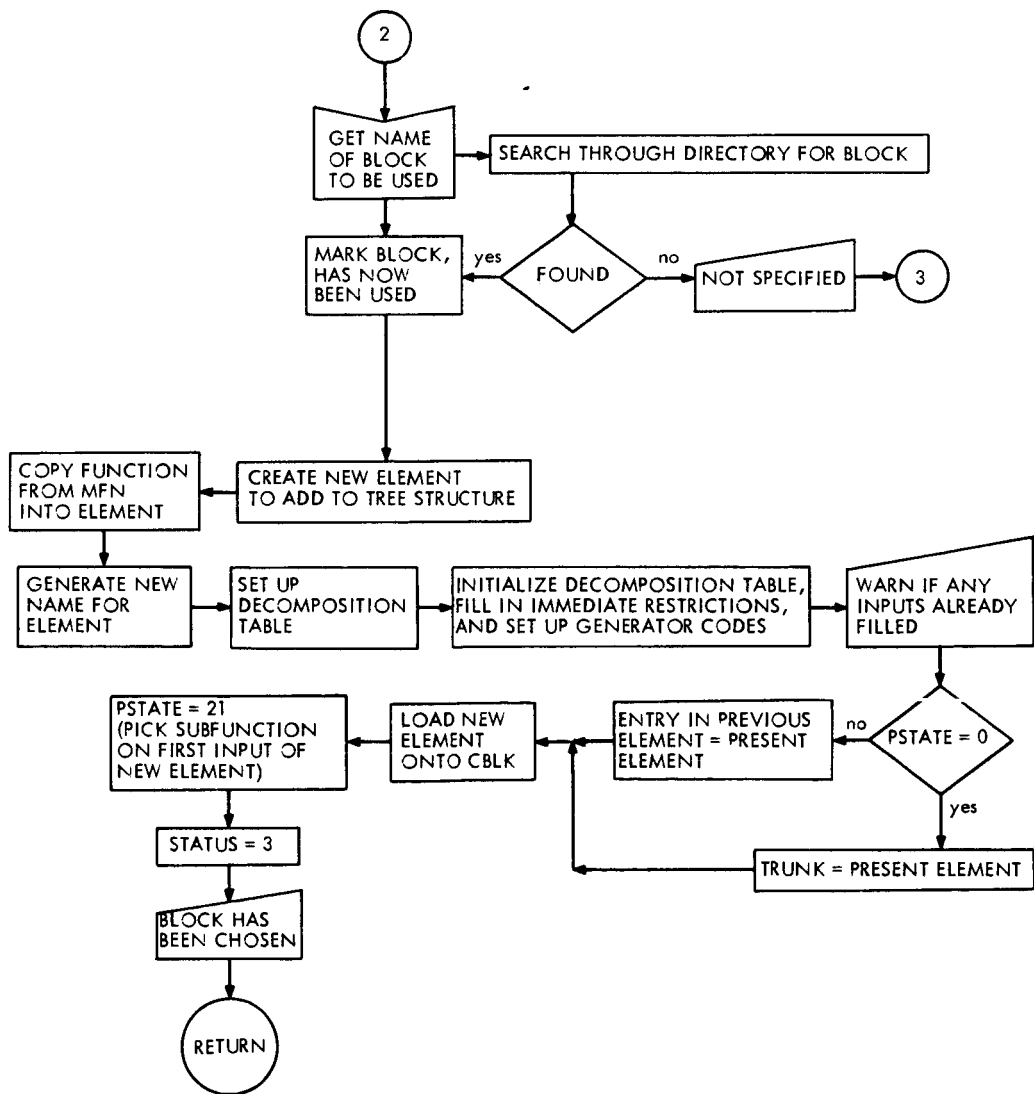 2
GET NAME
OF BLOCK
TO BE USED
SEARCH THROUGH DIRECTORY FOR BLOCK
MARK BLOCK,
HAS NOW
BEEN USED
yes
FOUND
no
NOT SPECIFIED
3
COPY FUNCTION
FROM MFN
INTO ELEMENT
CREATE NEW ELEMENT
TO ADD TO TREE STRUCTURE
GENERATE NEW
NAME FOR
ELEMENT
SET UP
DECOMPOSITION
TABLE
INITIALIZE DECOMPOSITION TABLE,
FILL IN IMMEDIATE RESTRICTIONS,
AND SET UP GENERATOR CODES
WARN IF ANY
INPUTS ALREADY
FILLED
PSTATE = 21
(PICK SUBFUNCTION
ON FIRST INPUT OF
NEW ELEMENT)
LOAD NEW
ELEMENT
ONTO CBLK
ENTRY IN PREVIOUS
ELEMENT = PRESENT
ELEMENT
no
PSTATE = 0
yes
STATUS = 3
TRUNK = PRESENT ELEMENT
BLOCK HAS
BEEN CHOSEN
RETURN